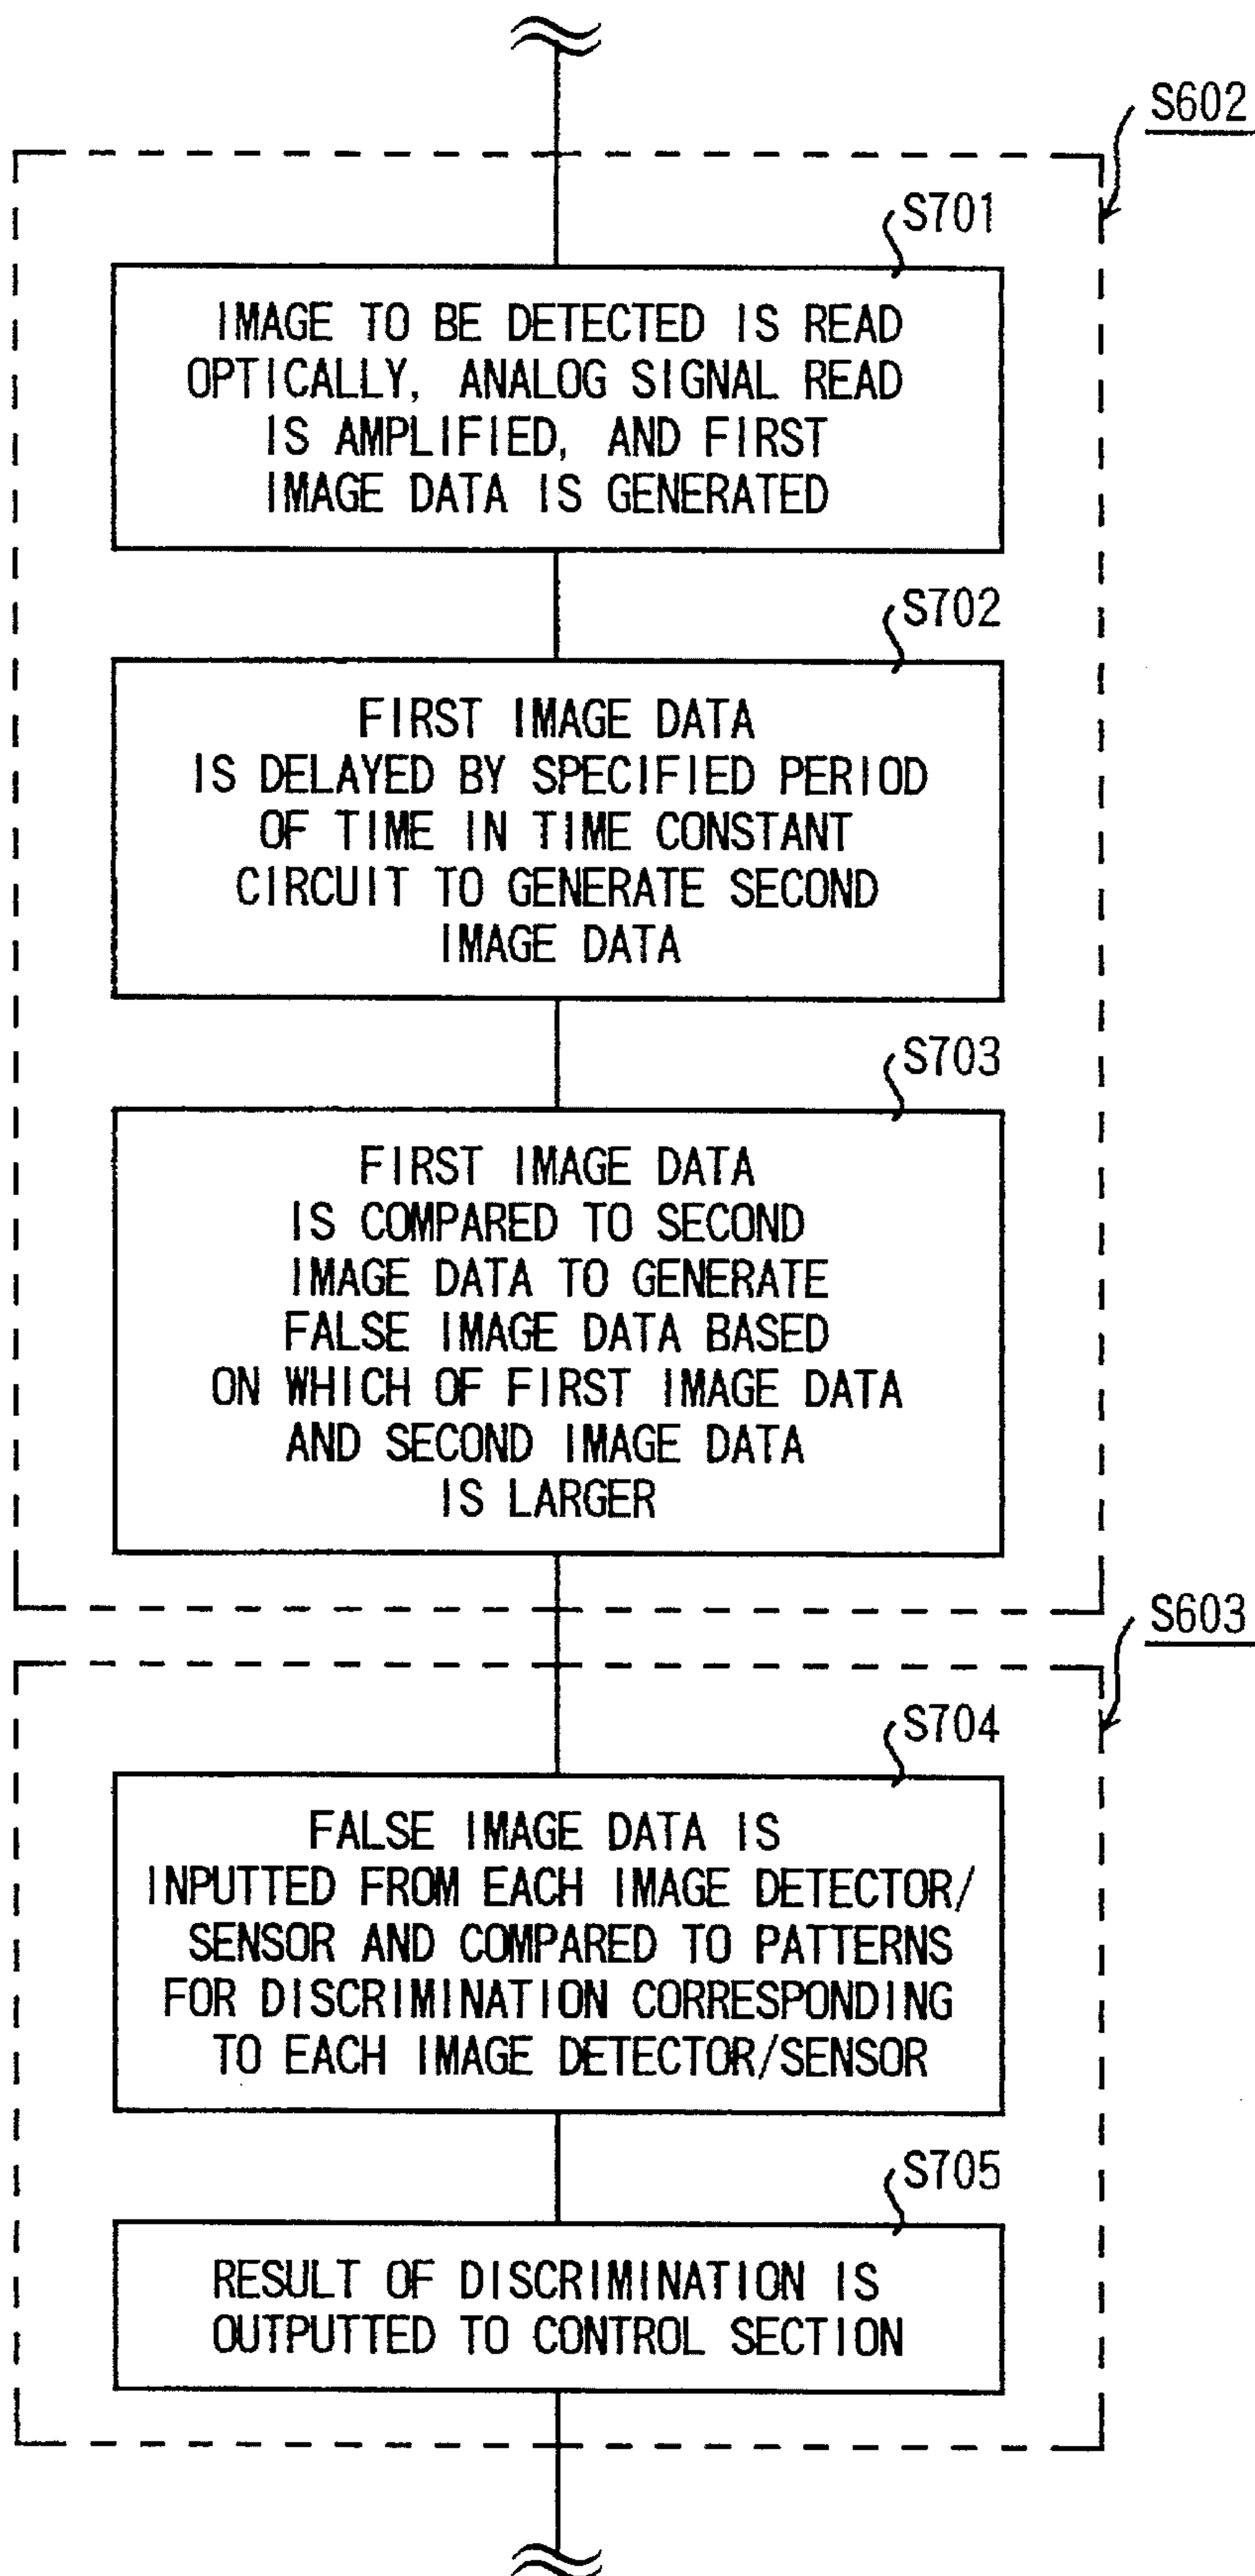 S602
S701
IMAGE TO BE DETECTED IS READ
OPTICALLY, ANALOG SIGNAL READ
IS AMPLIFIED, AND FIRST
IMAGE DATA IS GENERATED
S702
FIRST IMAGE DATA
IS DELAYED BY SPECIFIED PERIOD
OF TIME IN TIME CONSTANT
CIRCUIT TO GENERATE SECOND
IMAGE DATA
S703
FIRST IMAGE DATA
IS COMPARED TO SECOND
IMAGE DATA TO GENERATE
FALSE IMAGE DATA BASED
ON WHICH OF FIRST IMAGE DATA
AND SECOND IMAGE DATA
IS LARGER
S603
S704
FALSE IMAGE DATA IS
INPUTTED FROM EACH IMAGE DETECTOR/
SENSOR AND COMPARED TO PATTERNS
FOR DISCRIMINATION CORRESPONDING
TO EACH IMAGE DETECTOR/SENSOR
S705
RESULT OF DISCRIMINATION IS
OUTPUTTED TO CONTROL SECTION